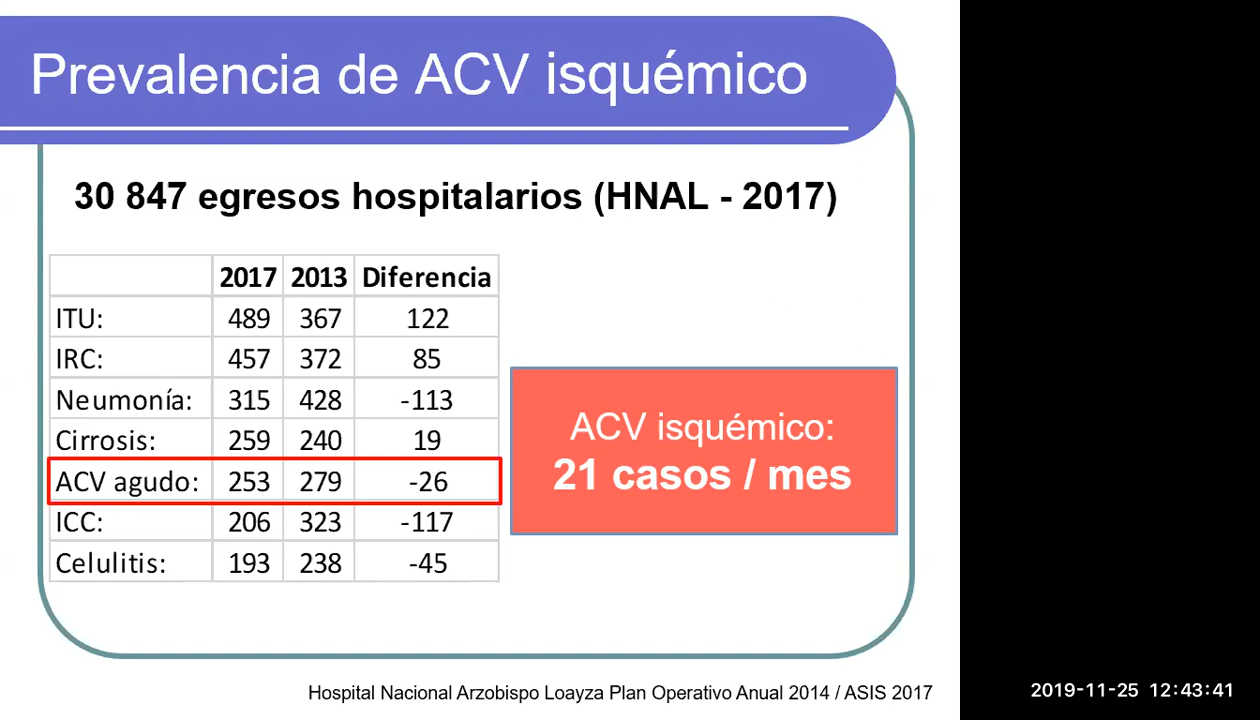 Prevalencia de ACV isquémico
30 847 egresos hospitalarios (HNAL - 2017)
2017 2013 Diferencia
ITU: 489 367 122
IRC: 457 372 85
Neumonía: 315 428 -113
Cirrosis: 259 240 19
ACV agudo: 253 279 -26
ICC: 206 323 -117
Celulitis: 193 238 -45
ACV isquémico:
21 casos / mes
Hospital Nacional Arzobispo Loayza Plan Operativo Anual 2014 / ASIS 2017
2019-11-25 12:43:41